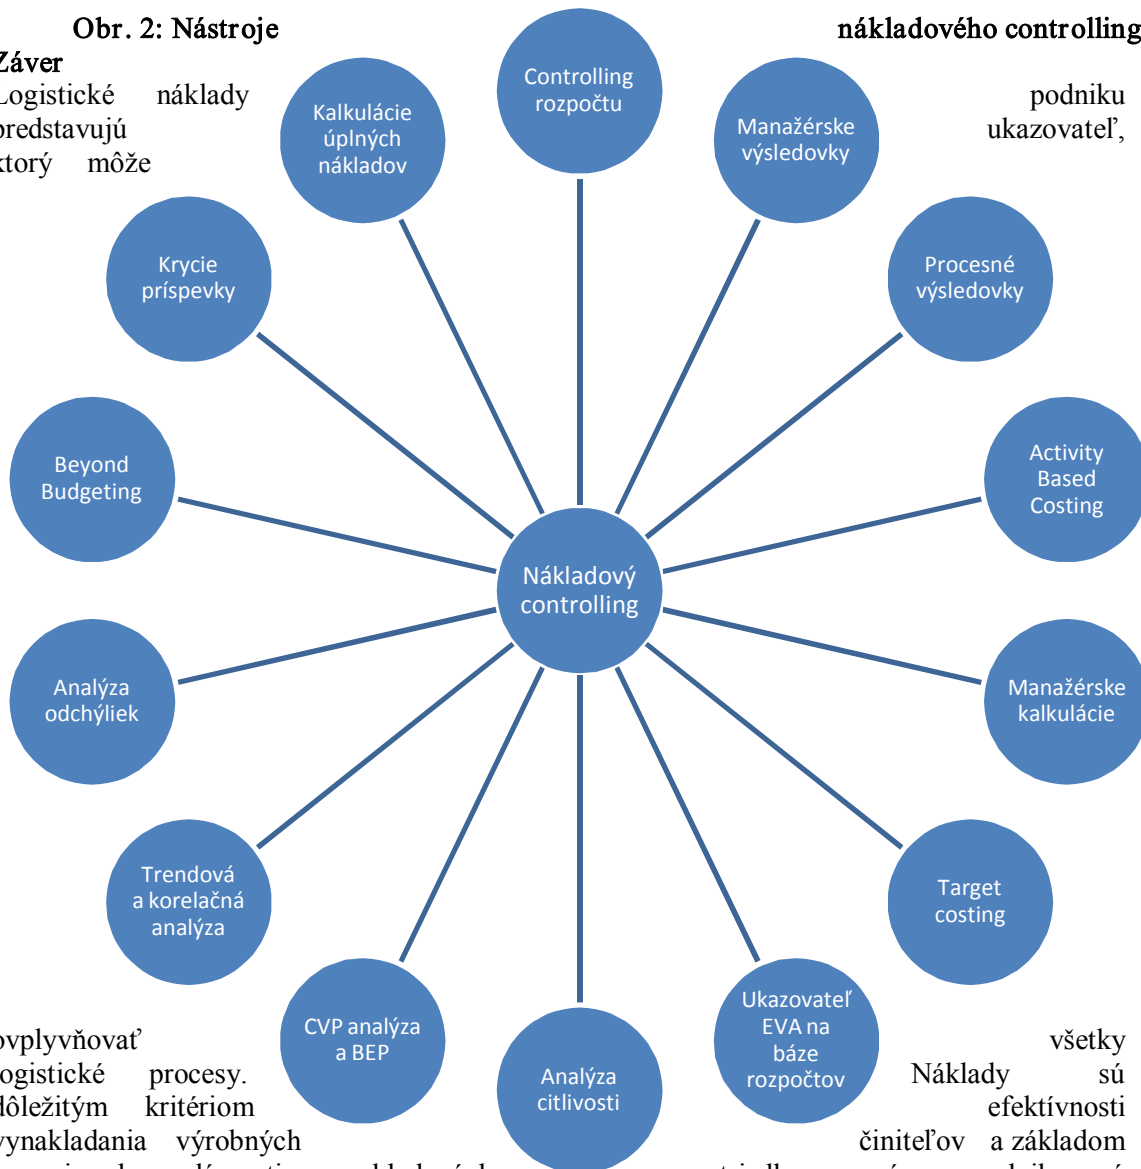 Obr. 2: Nástroje nákladového controlling
Záver
Logistické náklady podniku
predstavujú ukazovateľ,
ktorý môže
Controlling
rozpočtu
Manažérske
výsledovky
Procesné
výsledovky
Activity
Based
Costing
Manažérske
kalkulácie
Target
costing
Ukazovateľ
EVA na
báze
rozpočtov
Analýza
citlivosti
CVP analýza
a BEP
Trendová
a korelačná
analýza
Analýza
odchýliek
Beyond
Budgeting
Krycie
príspevky
Kalkulácie
úplných
nákladov
Nákladový
controlling
ovplyvňovať všetky
logistické procesy. Náklady sú
dôležitým kritériom efektívnosti
vynakladania výrobných činiteľov a základom